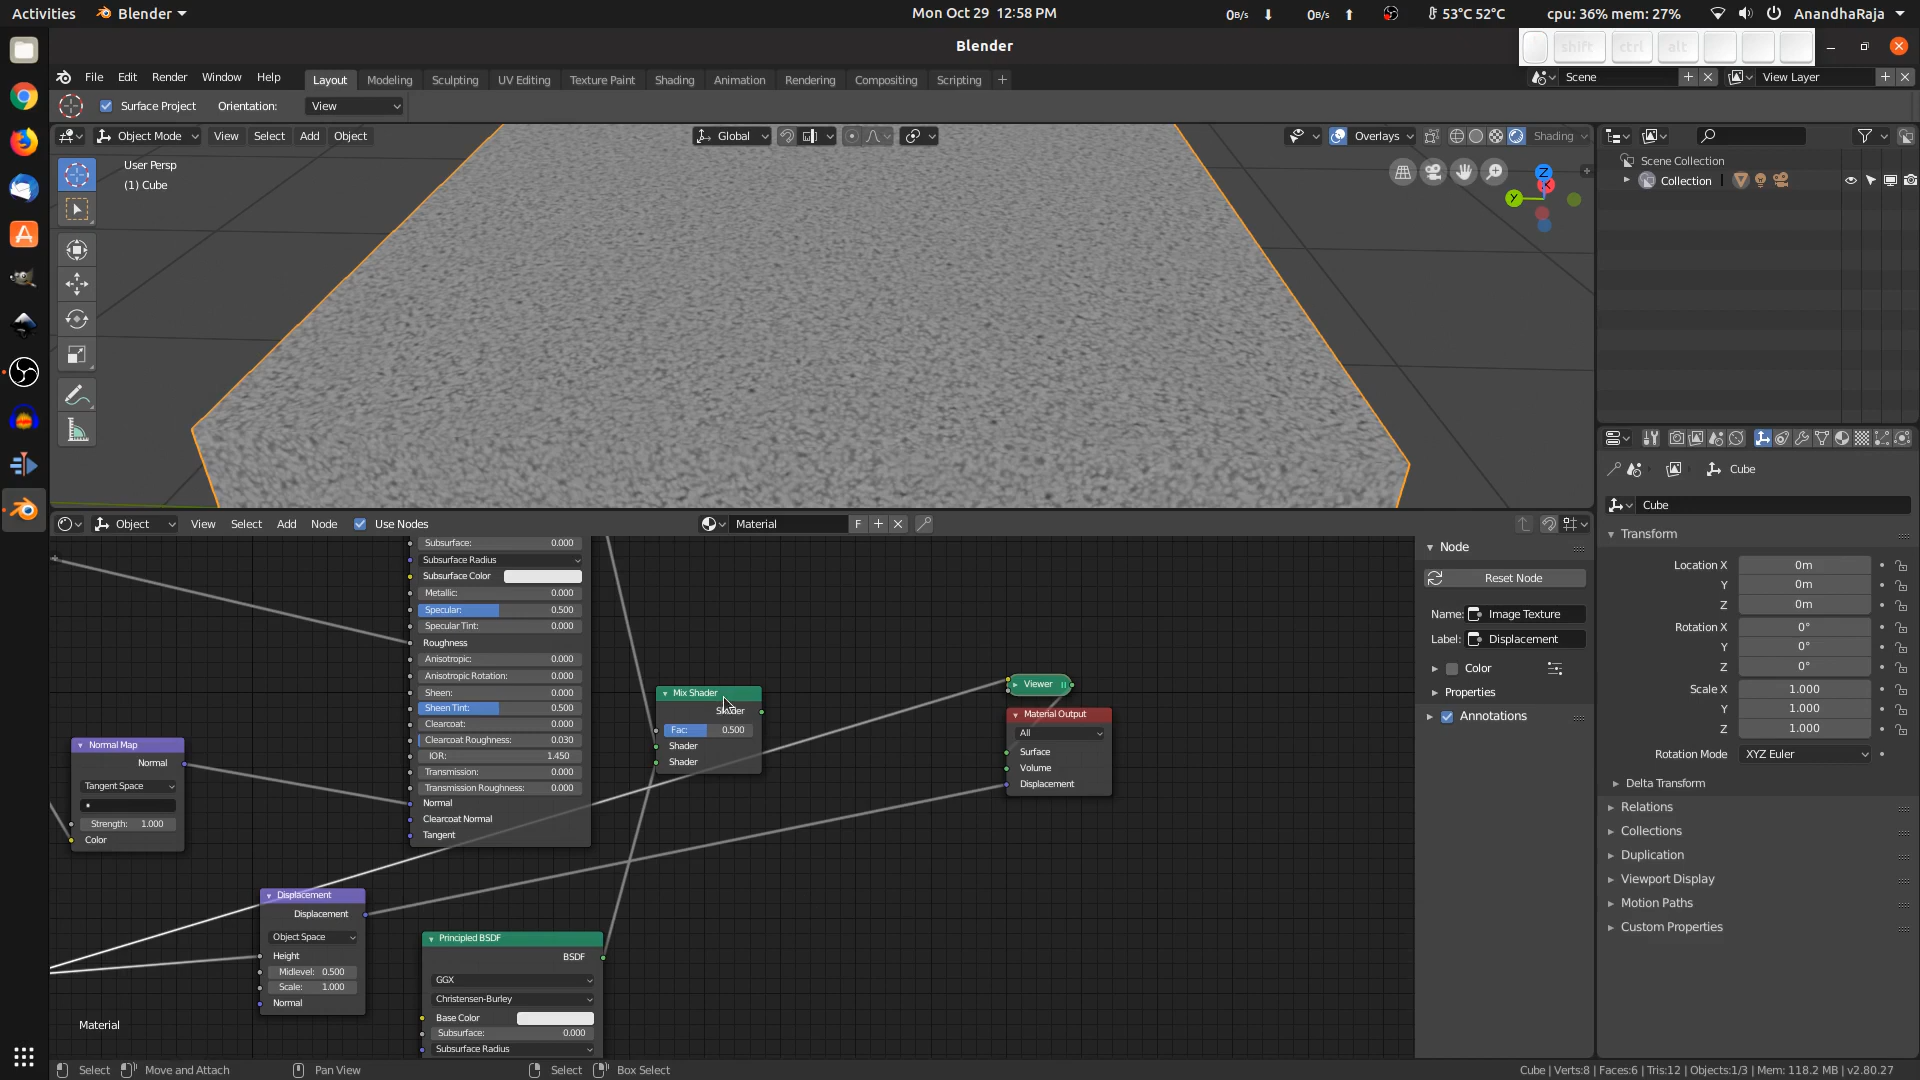 Activities Blender Mon Oct 29 12:58 PM 0B/s 0B/s 53°C 52°C cpu: 36% mem: 27% AnandhaRaja
Blender
shift ctrl alt
File Edit Render Window Help Layout Modeling Sculpting UV Editing Texture Paint Shading Animation Rendering Compositing Scripting Scene View Layer
Surface Project Orientation: View
Object Mode View Select Add Object Global Overlays Shading
User Persp
(1) Cube
Z
X
Y
Scene Collection
Collection
Cube
Cube
Transform
Location X 0m
Y 0m
Z 0m
Rotation X 0°
Y 0°
Z 0°
Scale X 1.000
Y 1.000
Z 1.000
Rotation Mode XYZ Euler
Delta Transform
Relations
Collections
Duplication
Viewport Display
Motion Paths
Custom Properties
Object View Select Add Node Use Nodes Material F
Node
Reset Node
Name: Image Texture
Label: Displacement
Color
Properties
Annotations
Subsurface: 0.000
Subsurface Radius
Subsurface Color
Metallic: 0.000
Specular: 0.500
Specular Tint: 0.000
Roughness
Anisotropic: 0.000
Anisotropic Rotation: 0.000
Sheen: 0.000
Sheen Tint: 0.500
Clearcoat: 0.000
Clearcoat Roughness: 0.030
IOR: 1.450
Transmission: 0.000
Transmission Roughness: 0.000
Normal
Clearcoat Normal
Tangent
Mix Shader
Shader
Fac: 0.500
Shader
Shader
Viewer
Material Output
All
Surface
Volume
Displacement
Normal Map
Normal
Tangent Space
Strength: 1.000
Color
Displacement
Displacement
Object Space
Height
Midlevel: 0.500
Scale: 1.000
Normal
Principled BSDF
BSDF
GGX
Christensen-Burley
Base Color
Subsurface: 0.000
Subsurface Radius
Material
Select Move and Attach Pan View Select Box Select Cube | Verts:8 | Faces:6 | Tris:12 | Objects:1/3 | Mem: 118.2 MB | v2.80.27